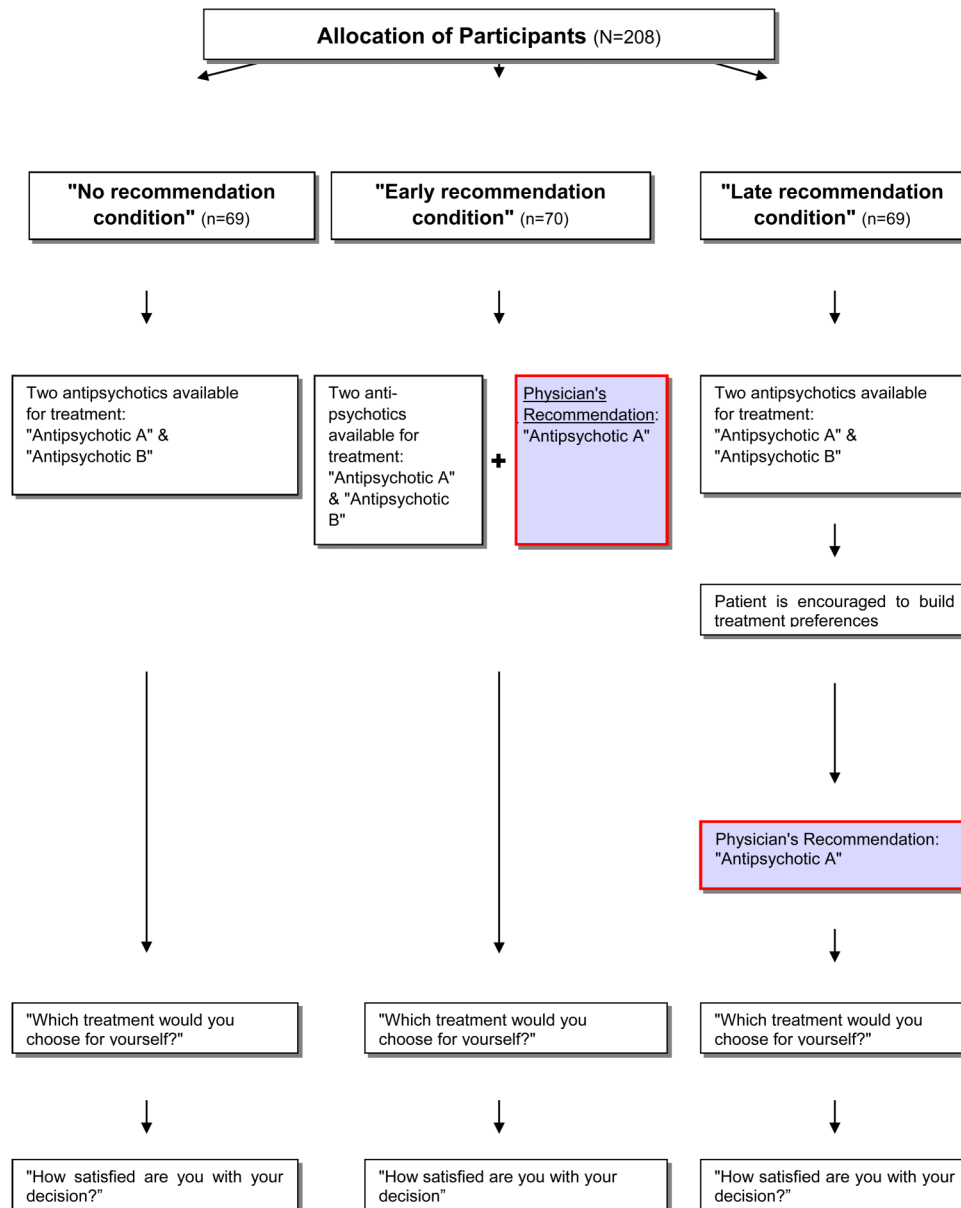 Allocation of Participants (N=208)
"No recommendation
condition" (n=69)
"Early recommendation
condition" (n=70)
"Late recommendation
condition" (n=69)
Two antipsychotics available
for treatment:
"Antipsychotic A" &
"Antipsychotic B"
Two anti-
psychotics
available for
treatment:
"Antipsychotic A"
& "Antipsychotic
B"
+
Physician's
Recommendation:
"Antipsychotic A"
Two antipsychotics available
for treatment:
"Antipsychotic A" &
"Antipsychotic B"
Patient is encouraged to build
treatment preferences
Physician's Recommendation:
"Antipsychotic A"
"Which treatment would you
choose for yourself?"
"Which treatment would you
choose for yourself?"
"Which treatment would you
choose for yourself?"
"How satisfied are you with your
decision?”
"How satisfied are you with your
decision”
"How satisfied are you with your
decision?”